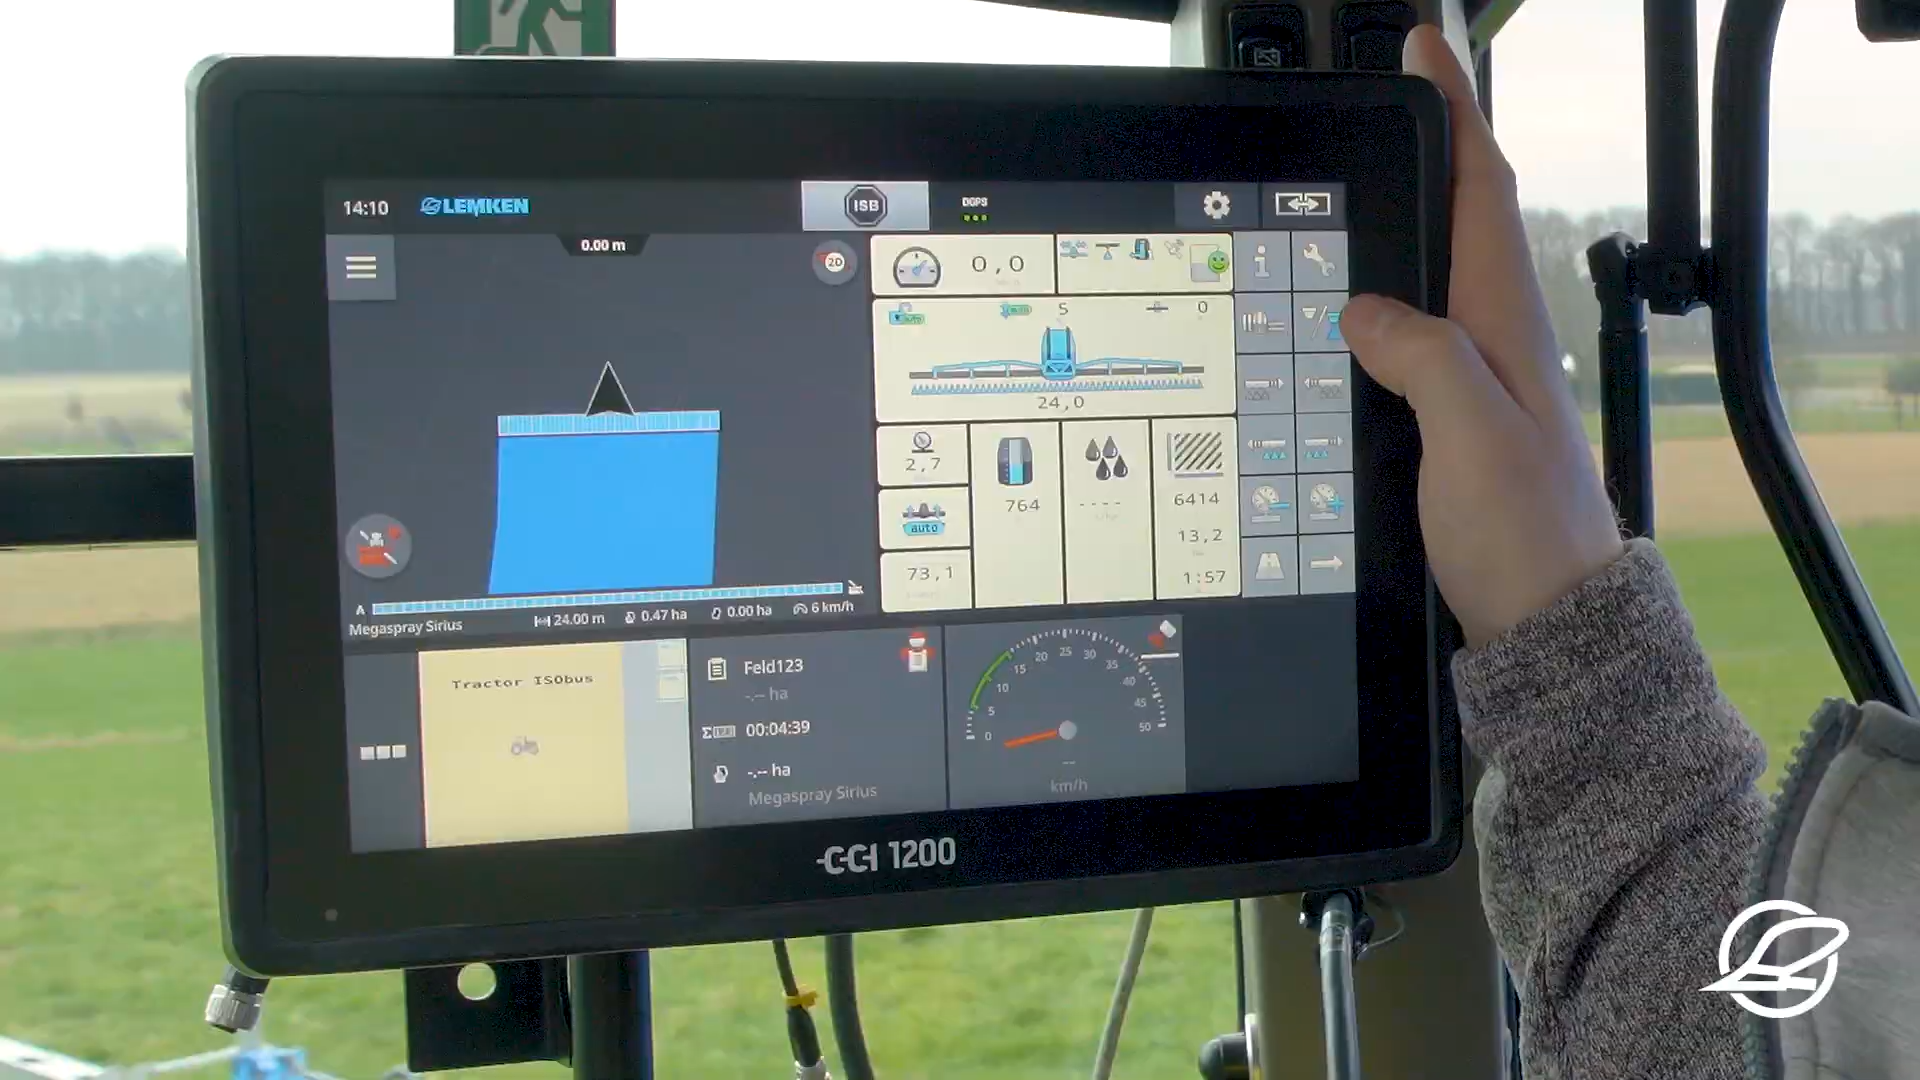 14:10
LEMKEN
ISB
DGPS
0.00 m
2D
0,0
auto
auto
5
0
24,0
2,7
auto
73,1
764
----
6414
13,2
1:57
A
24.00 m
0.47 ha
0.00 ha
6 km/h
Megaspray Sirius
Tractor ISObus
Feld123
-.-- ha
00:04:39
-.-- ha
Megaspray Sirius
0
5
10
15
20
25
30
35
40
45
50
--
km/h
CCI 1200